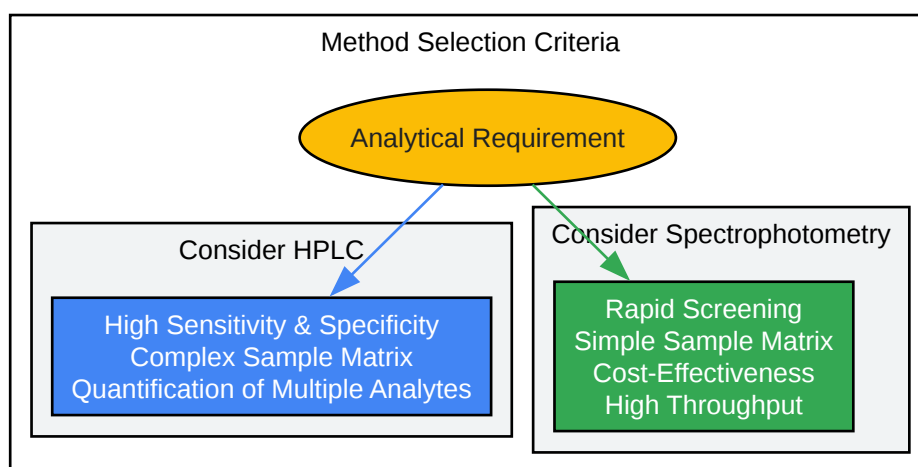 Method Selection Criteria
Analytical Requirement
Consider HPLC
High Sensitivity & Specificity
Complex Sample Matrix
Quantification of Multiple Analytes
Consider Spectrophotometry
Rapid Screening
Simple Sample Matrix
Cost-Effectiveness
High Throughput